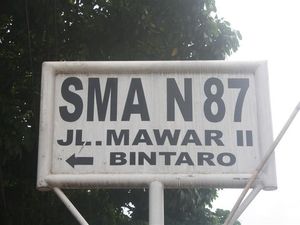 SMA N 87
JL. MAWAR II
← BINTARO